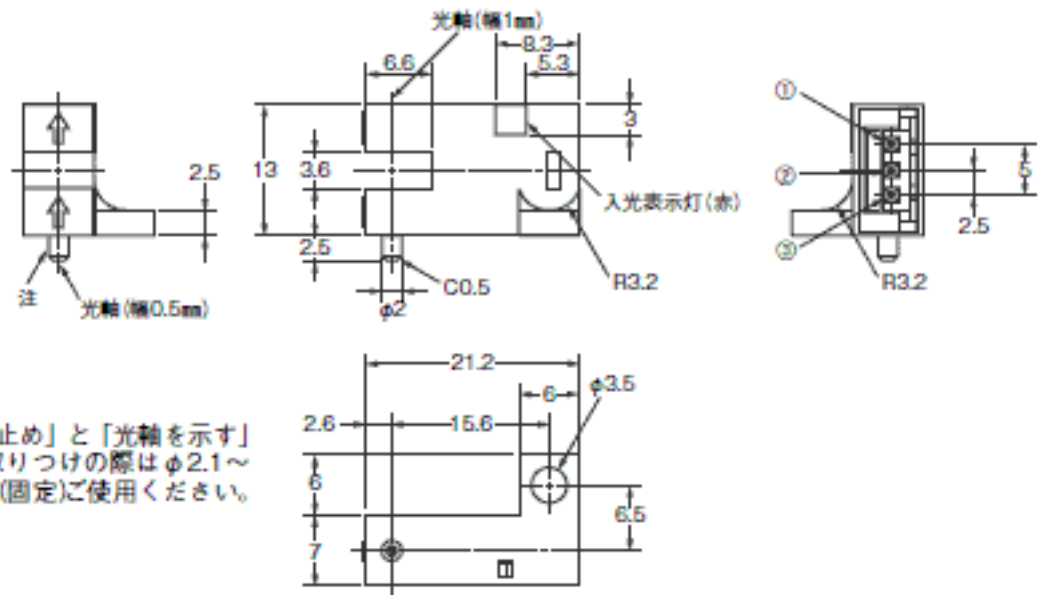 光軸(幅1mm)
8.3
6.6
5.3
①
3
2.5
13
3.6
②
5
入光表示灯(赤)
2.5
2.5
③
注
C0.5
R3.2
R3.2
光軸(幅0.5mm)
φ2
21.2
6
φ3.5
止め」と「光軸を示す」
2.6
15.6
りつけの際はφ2.1～
(固定)ご使用ください。
6
6.5
7